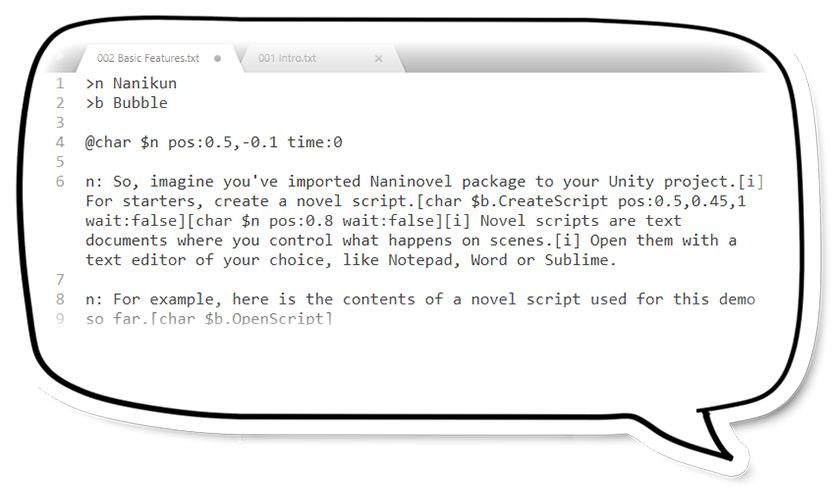 002 Basic Features.txt
001 Intro.txt
1 >n Nanikun
2 >b Bubble
3
4 @char $n pos:0.5,-0.1 time:0
5
6 n: So, imagine you've imported Naninovel package to your Unity project.[i]
For starters, create a novel script.[char $b.CreateScript pos:0.5,0.45,1
wait:false][char $n pos:0.8 wait:false][i] Novel scripts are text
documents where you control what happens on scenes.[i] Open them with a
text editor of your choice, like Notepad, Word or Sublime.
7
8 n: For example, here is the contents of a novel script used for this demo
9 so far.[char $b.OpenScript]